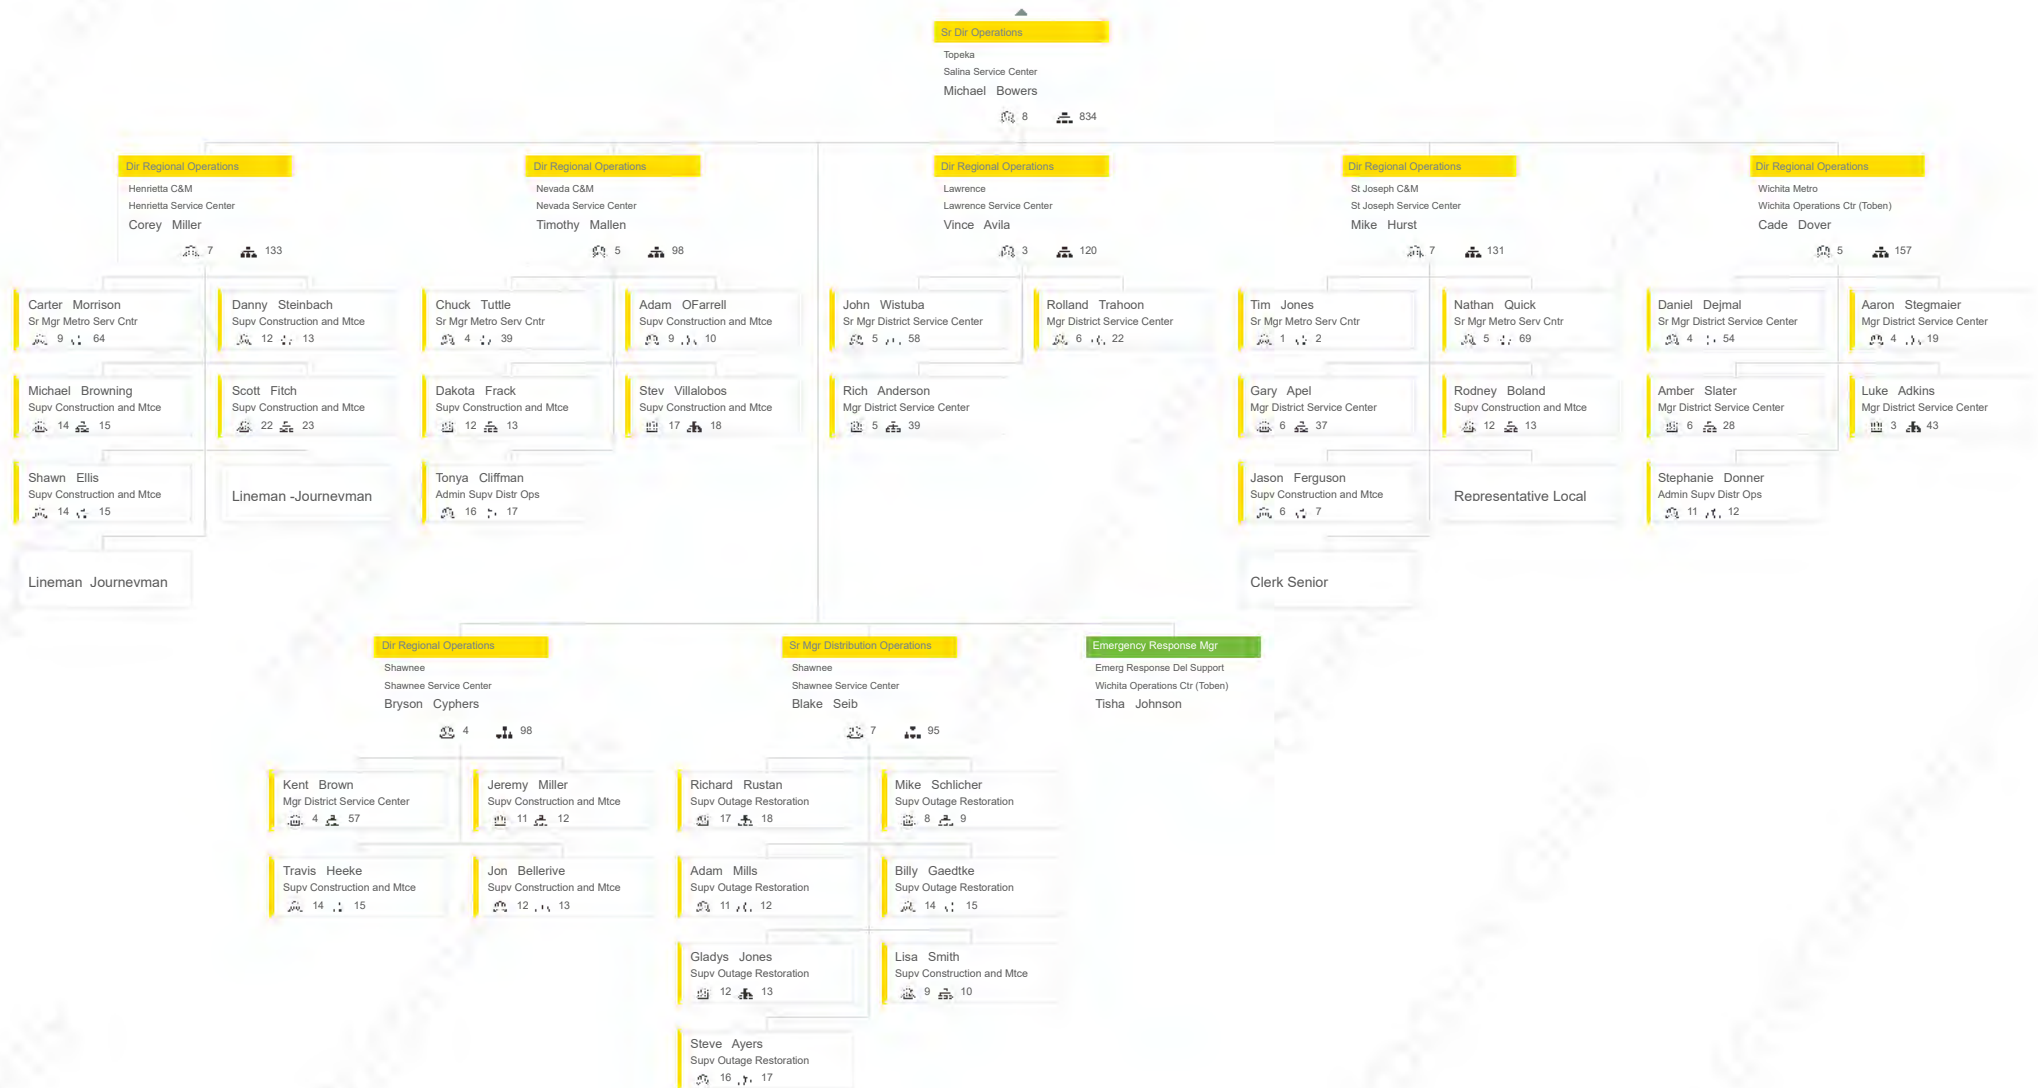 Sr Dir Operations
Topeka
Salina Service Center
Michael Bowers
8 834
Dir Regional Operations
Henrietta C&M
Henrietta Service Center
Corey Miller
7 133
Dir Regional Operations
Nevada C&M
Nevada Service Center
Timothy Mallen
5 98
Dir Regional Operations
Lawrence
Lawrence Service Center
Vince Avila
3 120
Dir Regional Operations
St Joseph C&M
St Joseph Service Center
Mike Hurst
7 131
Dir Regional Operations
Wichita Metro
Wichita Operations Ctr (Toben)
Cade Dover
5 157
Carter Morrison
Sr Mgr Metro Serv Cntr
9 64
Danny Steinbach
Supv Construction and Mtce
12 13
Michael Browning
Supv Construction and Mtce
14 15
Scott Fitch
Supv Construction and Mtce
22 23
Shawn Ellis
Supv Construction and Mtce
14 15
Lineman -Journevman
Lineman Journevman
Chuck Tuttle
Sr Mgr Metro Serv Cntr
4 39
Adam OFarrell
Supv Construction and Mtce
9 10
Dakota Frack
Supv Construction and Mtce
12 13
Stev Villalobos
Supv Construction and Mtce
17 18
Tonya Cliffman
Admin Supv Distr Ops
16 17
John Wistuba
Sr Mgr District Service Center
5 58
Rolland Trahoon
Mgr District Service Center
6 22
Rich Anderson
Mgr District Service Center
5 39
Tim Jones
Sr Mgr Metro Serv Cntr
1 2
Nathan Quick
Sr Mgr Metro Serv Cntr
5 69
Gary Apel
Mgr District Service Center
6 37
Rodney Boland
Supv Construction and Mtce
12 13
Jason Ferguson
Supv Construction and Mtce
6 7
Representative Local
Clerk Senior
Daniel Dejmal
Sr Mgr District Service Center
4 54
Aaron Stegmaier
Mgr District Service Center
4 19
Amber Slater
Mgr District Service Center
6 28
Luke Adkins
Mgr District Service Center
3 43
Stephanie Donner
Admin Supv Distr Ops
11 12
Dir Regional Operations
Shawnee
Shawnee Service Center
Bryson Cyphers
4 98
Sr Mgr Distribution Operations
Shawnee
Shawnee Service Center
Blake Seib
7 95
Emergency Response Mgr
Emerg Response Del Support
Wichita Operations Ctr (Toben)
Tisha Johnson
Kent Brown
Mgr District Service Center
4 57
Jeremy Miller
Supv Construction and Mtce
11 12
Travis Heeke
Supv Construction and Mtce
14 15
Jon Bellerive
Supv Construction and Mtce
12 13
Richard Rustan
Supv Outage Restoration
17 18
Mike Schlicher
Supv Outage Restoration
8 9
Adam Mills
Supv Outage Restoration
11 12
Billy Gaedtke
Supv Outage Restoration
14 15
Gladys Jones
Supv Outage Restoration
12 13
Lisa Smith
Supv Construction and Mtce
9 10
Steve Ayers
Supv Outage Restoration
16 17